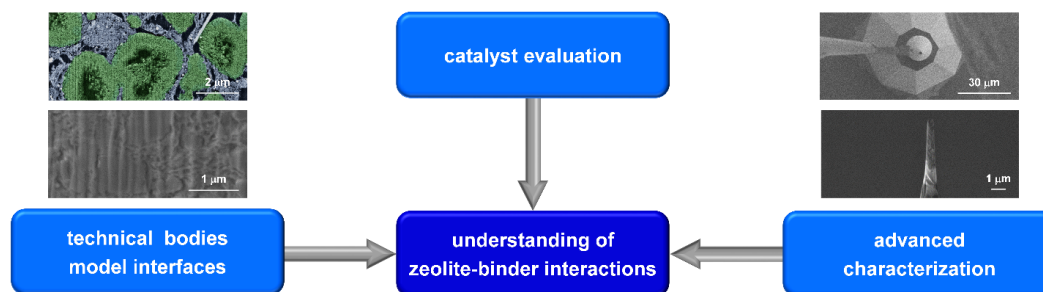 2 μm
1 μm
catalyst evaluation
30 μm
1 μm
technical bodies
model interfaces
understanding of
zeolite-binder interactions
advanced
characterization